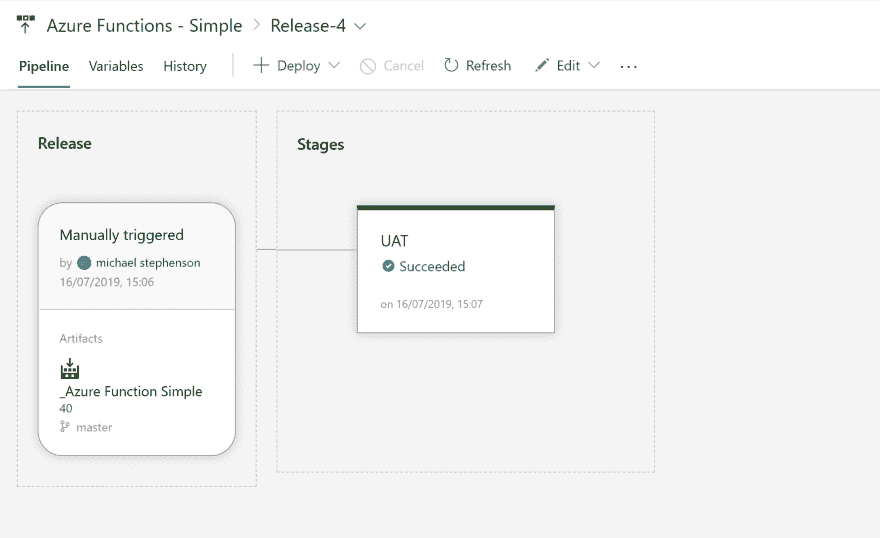 Azure Functions - Simple > Release-4
Pipeline Variables History Deploy Cancel Refresh Edit ...
Release
Stages
Manually triggered
by michael stephenson
16/07/2019, 15:06
Artifacts
_Azure Function Simple
40
master
UAT
Succeeded
on 16/07/2019, 15:07